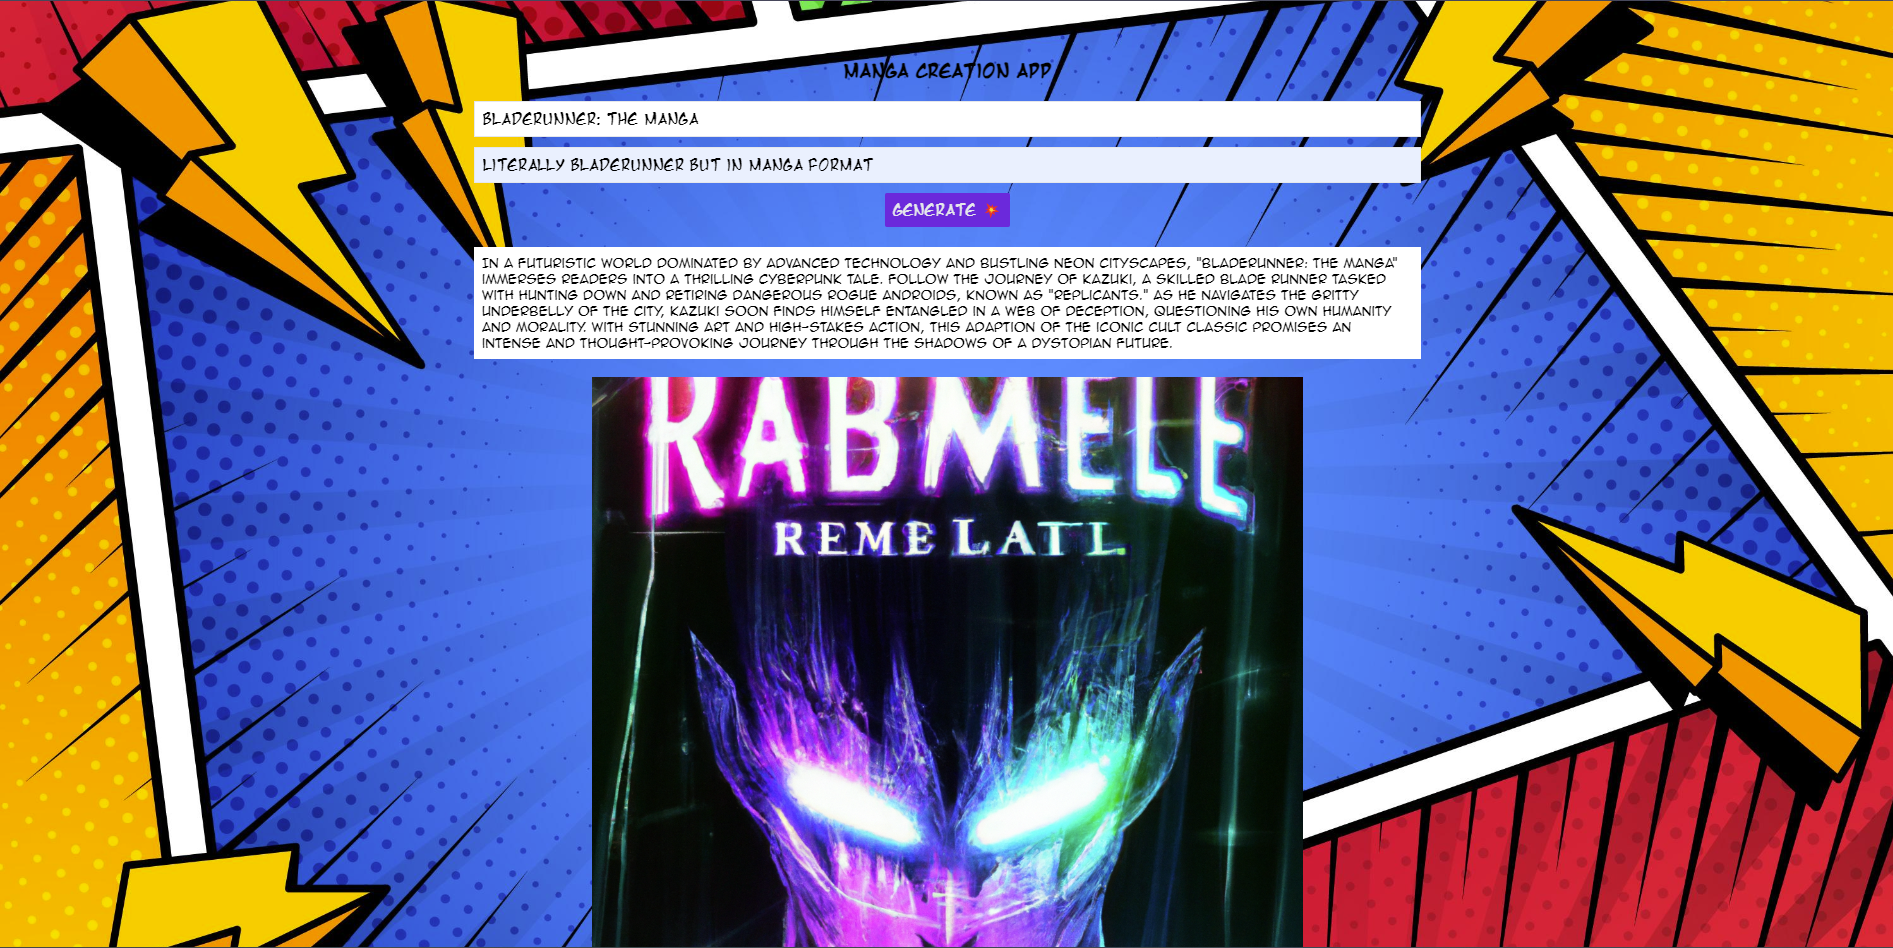 MANGA CREATION APP
BLADERUNNER: THE MANGA
LITERALLY BLADERUNNER BUT IN MANGA FORMAT
GENERATE 💥
IN A FUTURISTIC WORLD DOMINATED BY ADVANCED TECHNOLOGY AND BUSTLING NEON CITYSCAPES, "BLADERUNNER: THE MANGA"
IMMERSES READERS INTO A THRILLING CYBERPUNK TALE. FOLLOW THE JOURNEY OF KAZUKI, A SKILLED BLADE RUNNER TASKED
WITH HUNTING DOWN AND RETIRING DANGEROUS ROGUE ANDROIDS, KNOWN AS "REPLICANTS." AS HE NAVIGATES THE GRITTY
UNDERBELLY OF THE CITY, KAZUKI SOON FINDS HIMSELF ENTANGLED IN A WEB OF DECEPTION, QUESTIONING HIS OWN HUMANITY
AND MORALITY. WITH STUNNING ART AND HIGH-STAKES ACTION, THIS ADAPTION OF THE ICONIC CULT CLASSIC PROMISES AN
INTENSE AND THOUGHT-PROVOKING JOURNEY THROUGH THE SHADOWS OF A DYSTOPIAN FUTURE.
RABMELE
REMELATL